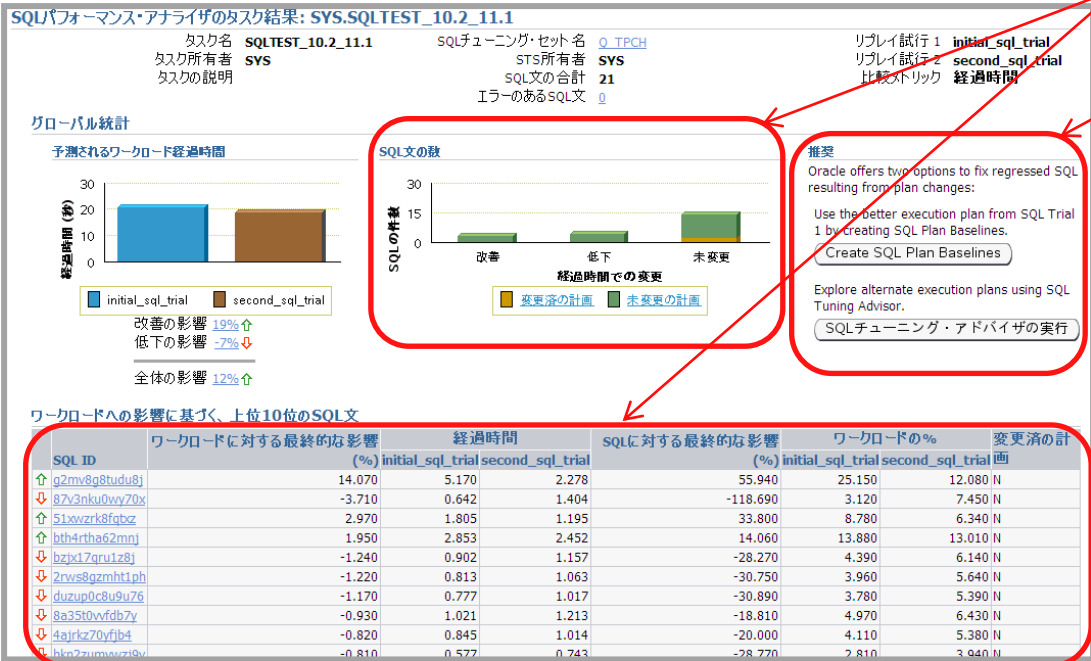 SQLパフォーマンス・アナライザのタスク結果: SYS.SQLTEST_10.2_11.1
タスク名 SQLTEST_10.2_11.1 SQLチューニング・セット名 Q_TPCH リプレイ試行 1 initial_sql_trial
タスク所有者 SYS STS所有者 SYS リプレイ試行 2 second_sql_trial
タスクの説明 SQL文の合計 21 比較メトリック 経過時間
エラーのあるSQL文 0
グローバル統計
予測されるワークロード経過時間
経過時間 (秒)
30
20
10
0
initial_sql_trial second_sql_trial
改善の影響 19%
低下の影響 -7%
全体の影響 12%
SQL文の数
SQLの件数
30
15
0
改善 低下 未変更
経過時間での変更
変更済の計画 未変更の計画
推奨
Oracle offers two options to fix regressed SQL
resulting from plan changes:
Use the better execution plan from SQL Trial
1 by creating SQL Plan Baselines.
Create SQL Plan Baselines
Explore alternate execution plans using SQL
Tuning Advisor.
SQLチューニング・アドバイザの実行
ワークロードへの影響に基づく、上位10位のSQL文
ワークロードに対する最終的な影響 経過時間 SQLに対する最終的な影響 ワークロードの% 変更済の計
SQL ID (%) initial_sql_trial second_sql_trial (%) initial_sql_trial second_sql_trial 画
g2mv8g8tudu8j 14.070 5.170 2.278 55.940 25.150 12.080 N
87v3nku0wy70x -3.710 0.642 1.404 -118.690 3.120 7.450 N
51xwzrk8fqtxz 2.970 1.805 1.195 33.800 8.780 6.340 N
bth4rtha62mnj 1.950 2.853 2.452 14.060 13.880 13.010 N
bzjx17qru1z8j -1.240 0.902 1.157 -28.270 4.390 6.140 N
2rws8gzmht1ph -1.220 0.813 1.063 -30.750 3.960 5.640 N
duzup0c8u9u76 -1.170 0.777 1.017 -30.890 3.780 5.390 N
8a35t0vvfdb7y -0.930 1.021 1.213 -18.810 4.970 6.430 N
4ajrkz70yfjb4 -0.820 0.845 1.014 -20.000 4.110 5.380 N
-0.810 0.577 0.743 -28.770 2.810 3.940 N